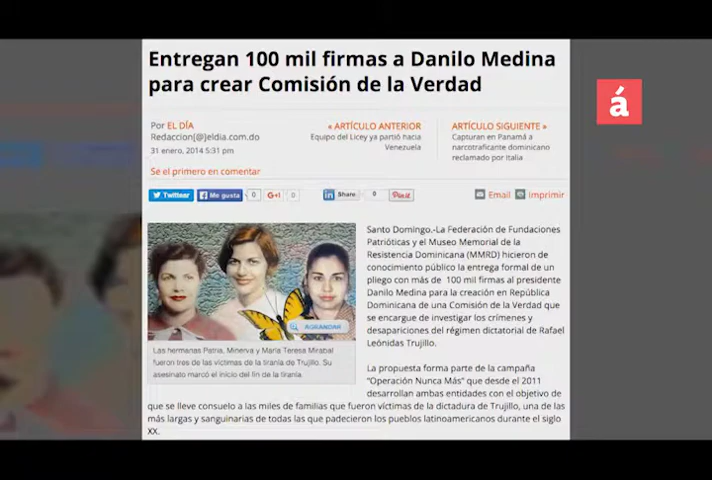 Entregan 100 mil firmas a Danilo Medina
para crear Comisión de la Verdad
á
Por EL DÍA
Redaccion[@]eldia.com.do
31 enero, 2014 5:31 pm
« ARTÍCULO ANTERIOR
Equipo del Licey ya partió hacia
Venezuela
ARTÍCULO SIGUIENTE »
Capturan en Panamá a
narcotraficante dominicano
reclamado por Italia
Se el primero en comentar
Twittear
Me gusta
0
G+1
0
in Share
0
Pin it
Email
Imprimir
AGRANDAR
Las hermanas Patria, Minerva y María Teresa Mirabal
fueron tres de las víctimas de la tiranía de Trujillo. Su
asesinato marcó el inicio del fin de la tiranía.
Santo Domingo.-La Federación de Fundaciones
Patrióticas y el Museo Memorial de la
Resistencia Dominicana (MMRD) hicieron de
conocimiento público la entrega formal de un
pliego con más de 100 mil firmas al presidente
Danilo Medina para la creación en República
Dominicana de una Comisión de la Verdad que
se encargue de investigar los crímenes y
desapariciones del régimen dictatorial de Rafael
Leónidas Trujillo.
La propuesta forma parte de la campaña
"Operación Nunca Más" que desde el 2011
desarrollan ambas entidades con el objetivo de
que se lleve consuelo a las miles de familias que fueron víctimas de la dictadura de Trujillo, una de las
más largas y sanguinarias de todas las que padecieron los pueblos latinoamericanos durante el siglo
XX.